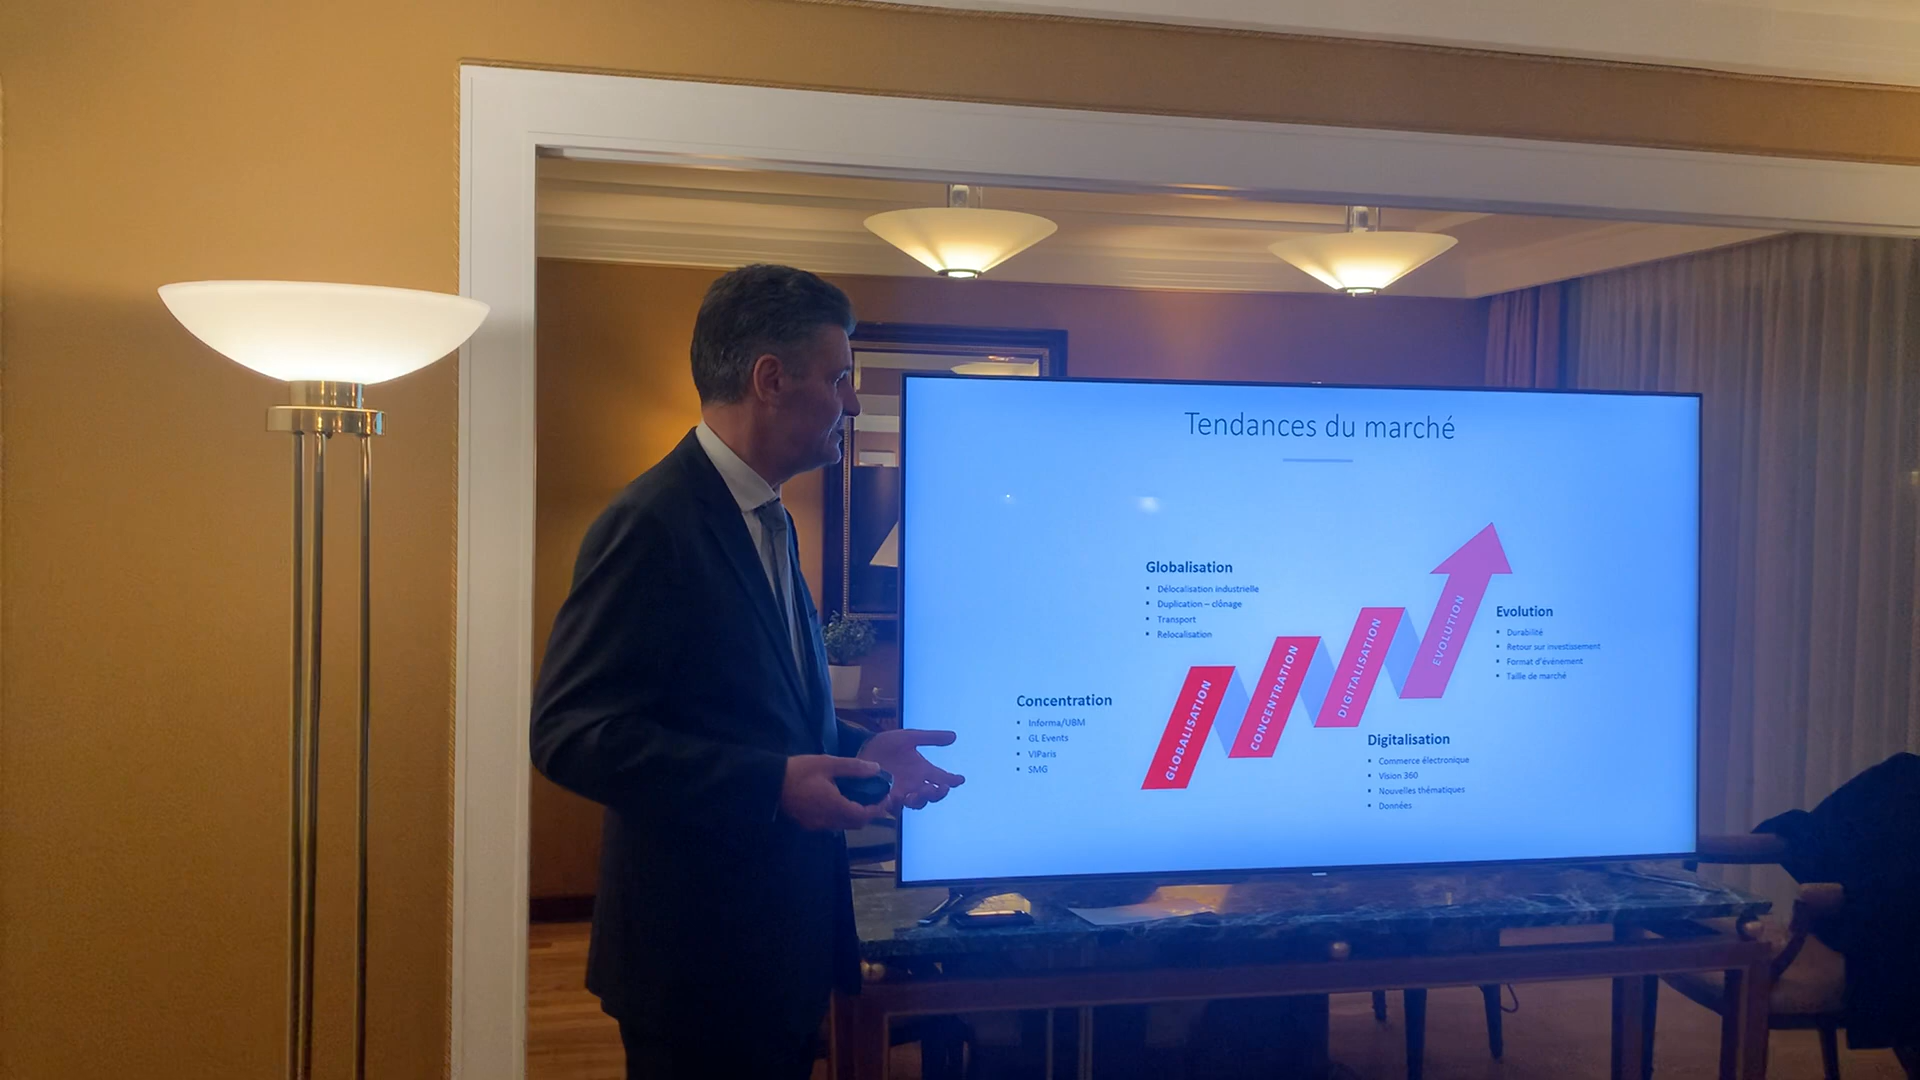 Tendances du marché
Globalisation
Délocalisation industrielle
Duplication – clônage
Transport
Relocalisation
Concentration
Informa/UBM
GL Events
VIParis
SMG
GLOBALISATION
CONCENTRATION
DIGITALISATION
EVOLUTION
Evolution
Durabilité
Retour sur investissement
Format d'événement
Taille de marché
Digitalisation
Commerce électronique
Vision 360
Nouvelles thématiques
Données